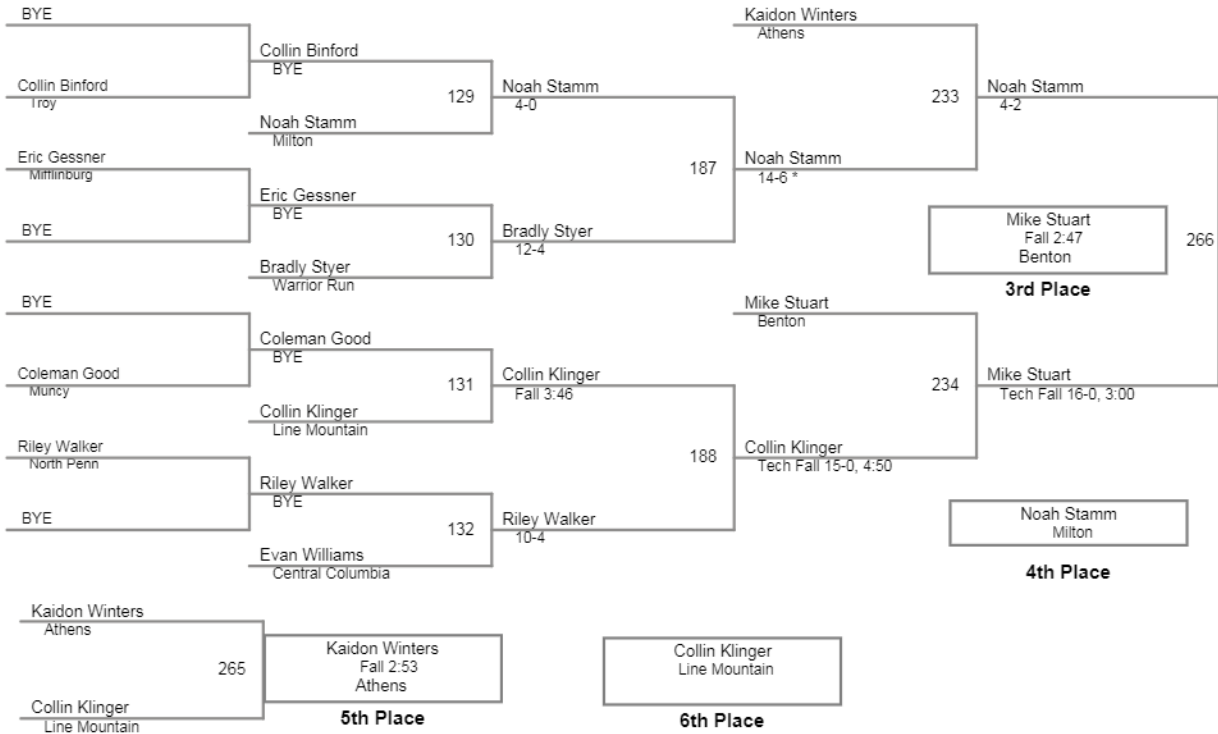 BYE
Collin Binford
Troy
Eric Gessner
Mifflinburg
BYE
BYE
Coleman Good
Muncy
Riley Walker
North Penn
BYE
Collin Binford
BYE
129
Noah Stamm
Milton
Eric Gessner
BYE
130
Bradly Styer
Warrior Run
Coleman Good
BYE
131
Collin Klinger
Line Mountain
Riley Walker
BYE
132
Evan Williams
Central Columbia
Noah Stamm
4-0
187
Bradly Styer
12-4
Collin Klinger
Fall 3:46
188
Riley Walker
10-4
Kaidon Winters
Athens
233
Noah Stamm
14-6 *
Mike Stuart
Benton
234
Collin Klinger
Tech Fall 15-0, 4:50
Noah Stamm
4-2
Mike Stuart
Fall 2:47
Benton
266
3rd Place
Mike Stuart
Tech Fall 16-0, 3:00
Noah Stamm
Milton
4th Place
Kaidon Winters
Athens
265
Collin Klinger
Line Mountain
Kaidon Winters
Fall 2:53
Athens
5th Place
Collin Klinger
Line Mountain
6th Place